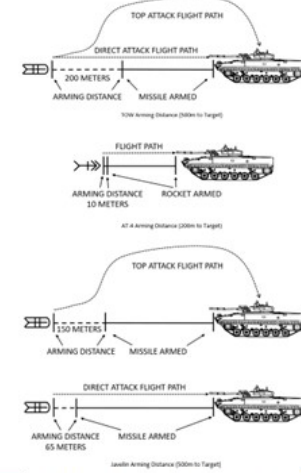 TOP ATTACK FLIGHT PATH
DIRECT ATTACK FLIGHT PATH
200 METERS
ARMING DISTANCE MISSILE ARMED
TOW Arming Distance (500m to Target)
FLIGHT PATH
ARMING DISTANCE ROCKET ARMED
10 METERS
AT-4 Arming Distance (200m to Target)
TOP ATTACK FLIGHT PATH
150 METERS
ARMING DISTANCE MISSILE ARMED
DIRECT ATTACK FLIGHT PATH
ARMING DISTANCE MISSILE ARMED
65 METERS
Javelin Arming Distance (500m to Target)